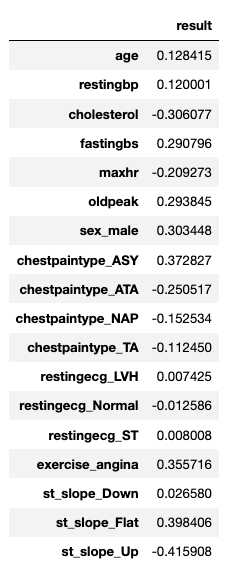 result
age 0.128415
restingbp 0.120001
cholesterol -0.306077
fastingbs 0.290796
maxhr -0.209273
oldpeak 0.293845
sex_male 0.303448
chestpaintype_ASY 0.372827
chestpaintype_ATA -0.250517
chestpaintype_NAP -0.152534
chestpaintype_TA -0.112450
restingecg_LVH 0.007425
restingecg_Normal -0.012586
restingecg_ST 0.008008
exercise_angina 0.355716
st_slope_Down 0.026580
st_slope_Flat 0.398406
st_slope_Up -0.415908